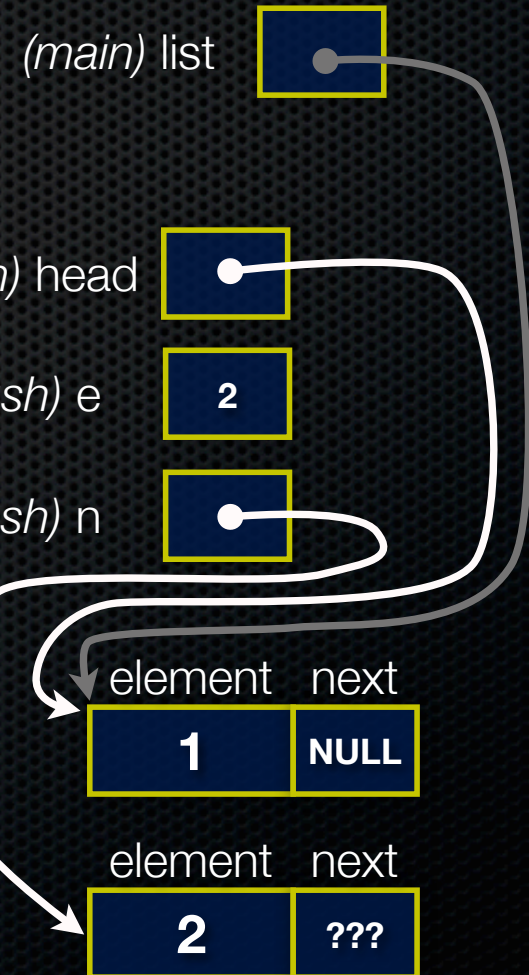 (main) list
) head
sh) e
2
sh) n
element next
1 NULL
element next
2 ???